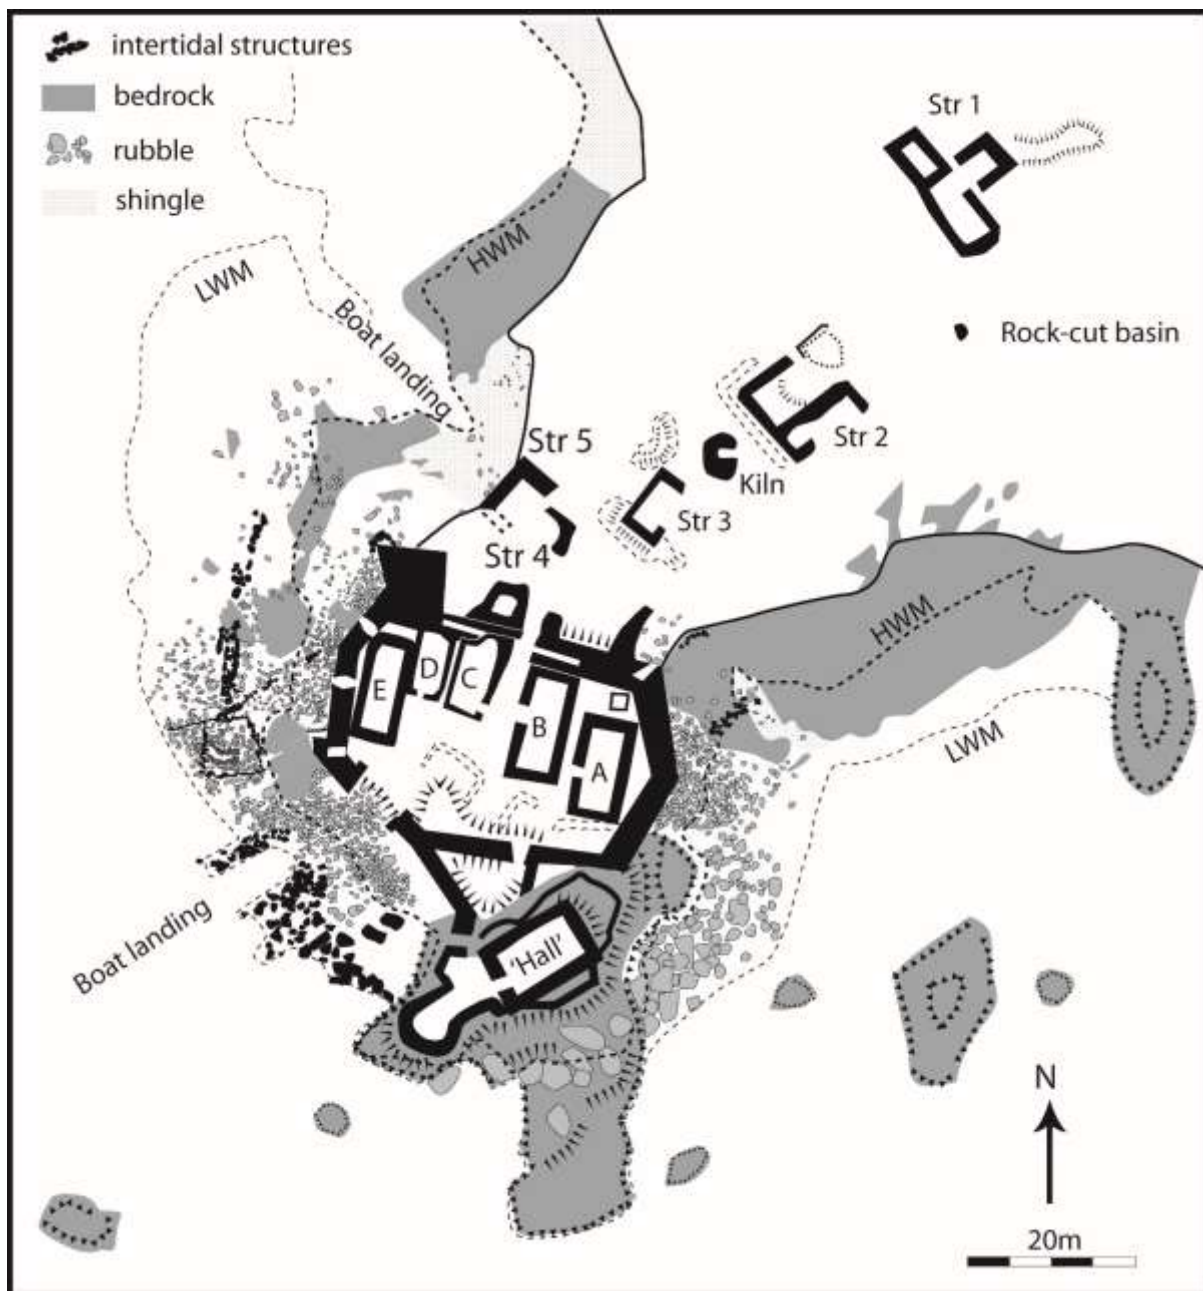 intertidal structures
bedrock
rubble
shingle
Str 1
HWM
LWM
Boat landing
Rock-cut basin
Str 2
Str 5
Kiln
Str 3
Str 4
HWM
D
C
E
B
A
LWM
Boat landing
'Hall'
N
20m